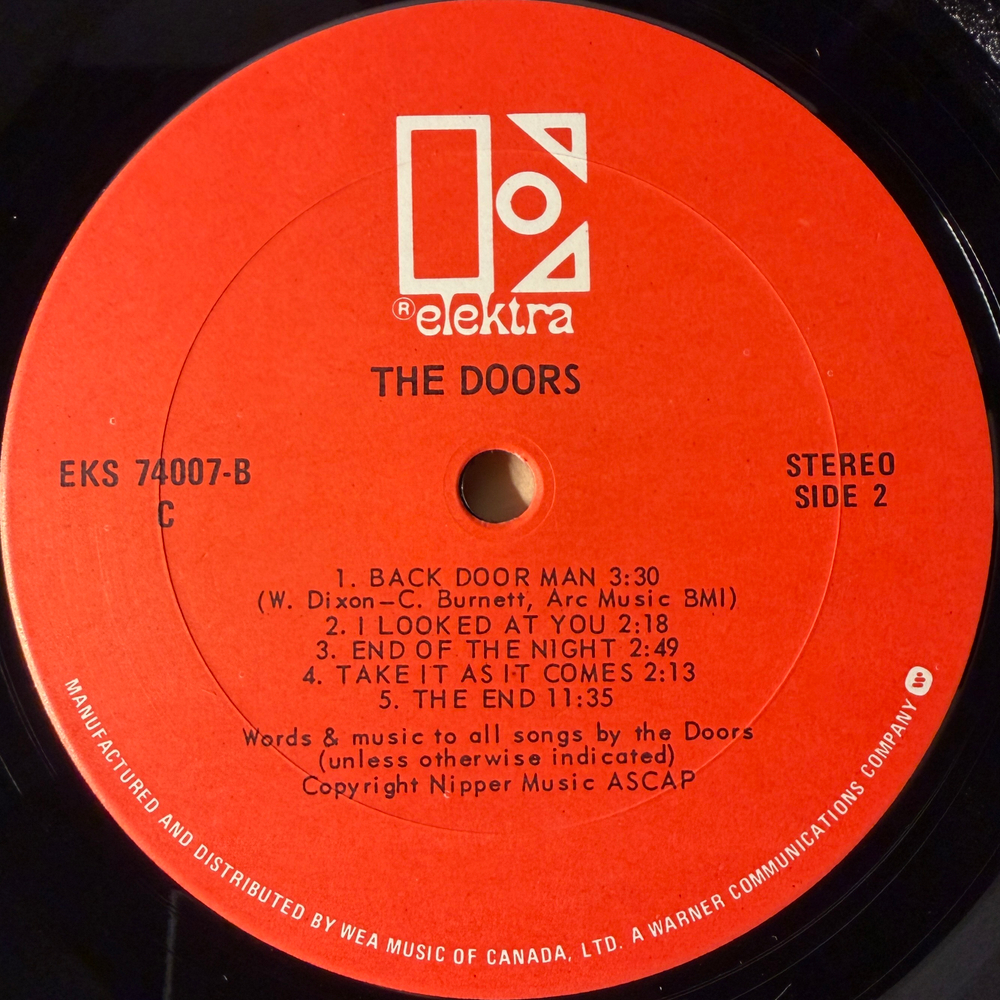 ® elektra
THE DOORS
EKS 74007-B
C
STEREO
SIDE 2
1. BACK DOOR MAN 3:30
(W. Dixon–C. Burnett, Arc Music BMI)
2. I LOOKED AT YOU 2:18
3. END OF THE NIGHT 2:49
4. TAKE IT AS IT COMES 2:13
5. THE END 11:35
Words & music to all songs by the Doors
(unless otherwise indicated)
Copyright Nipper Music ASCAP
MANUFACTURED AND DISTRIBUTED BY WEA MUSIC OF CANADA, LTD. A WARNER COMMUNICATIONS COMPANY